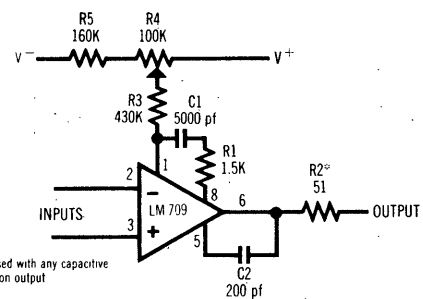 R5
160K
R4
100K
V−
V+
R3
430K
C1
5000 pf
R1
1.5K
1
2
8
−
LM 709
6
R2*
51
OUTPUT
INPUTS
3
+
5
C2
200 pf
sed with any capacitive
on output